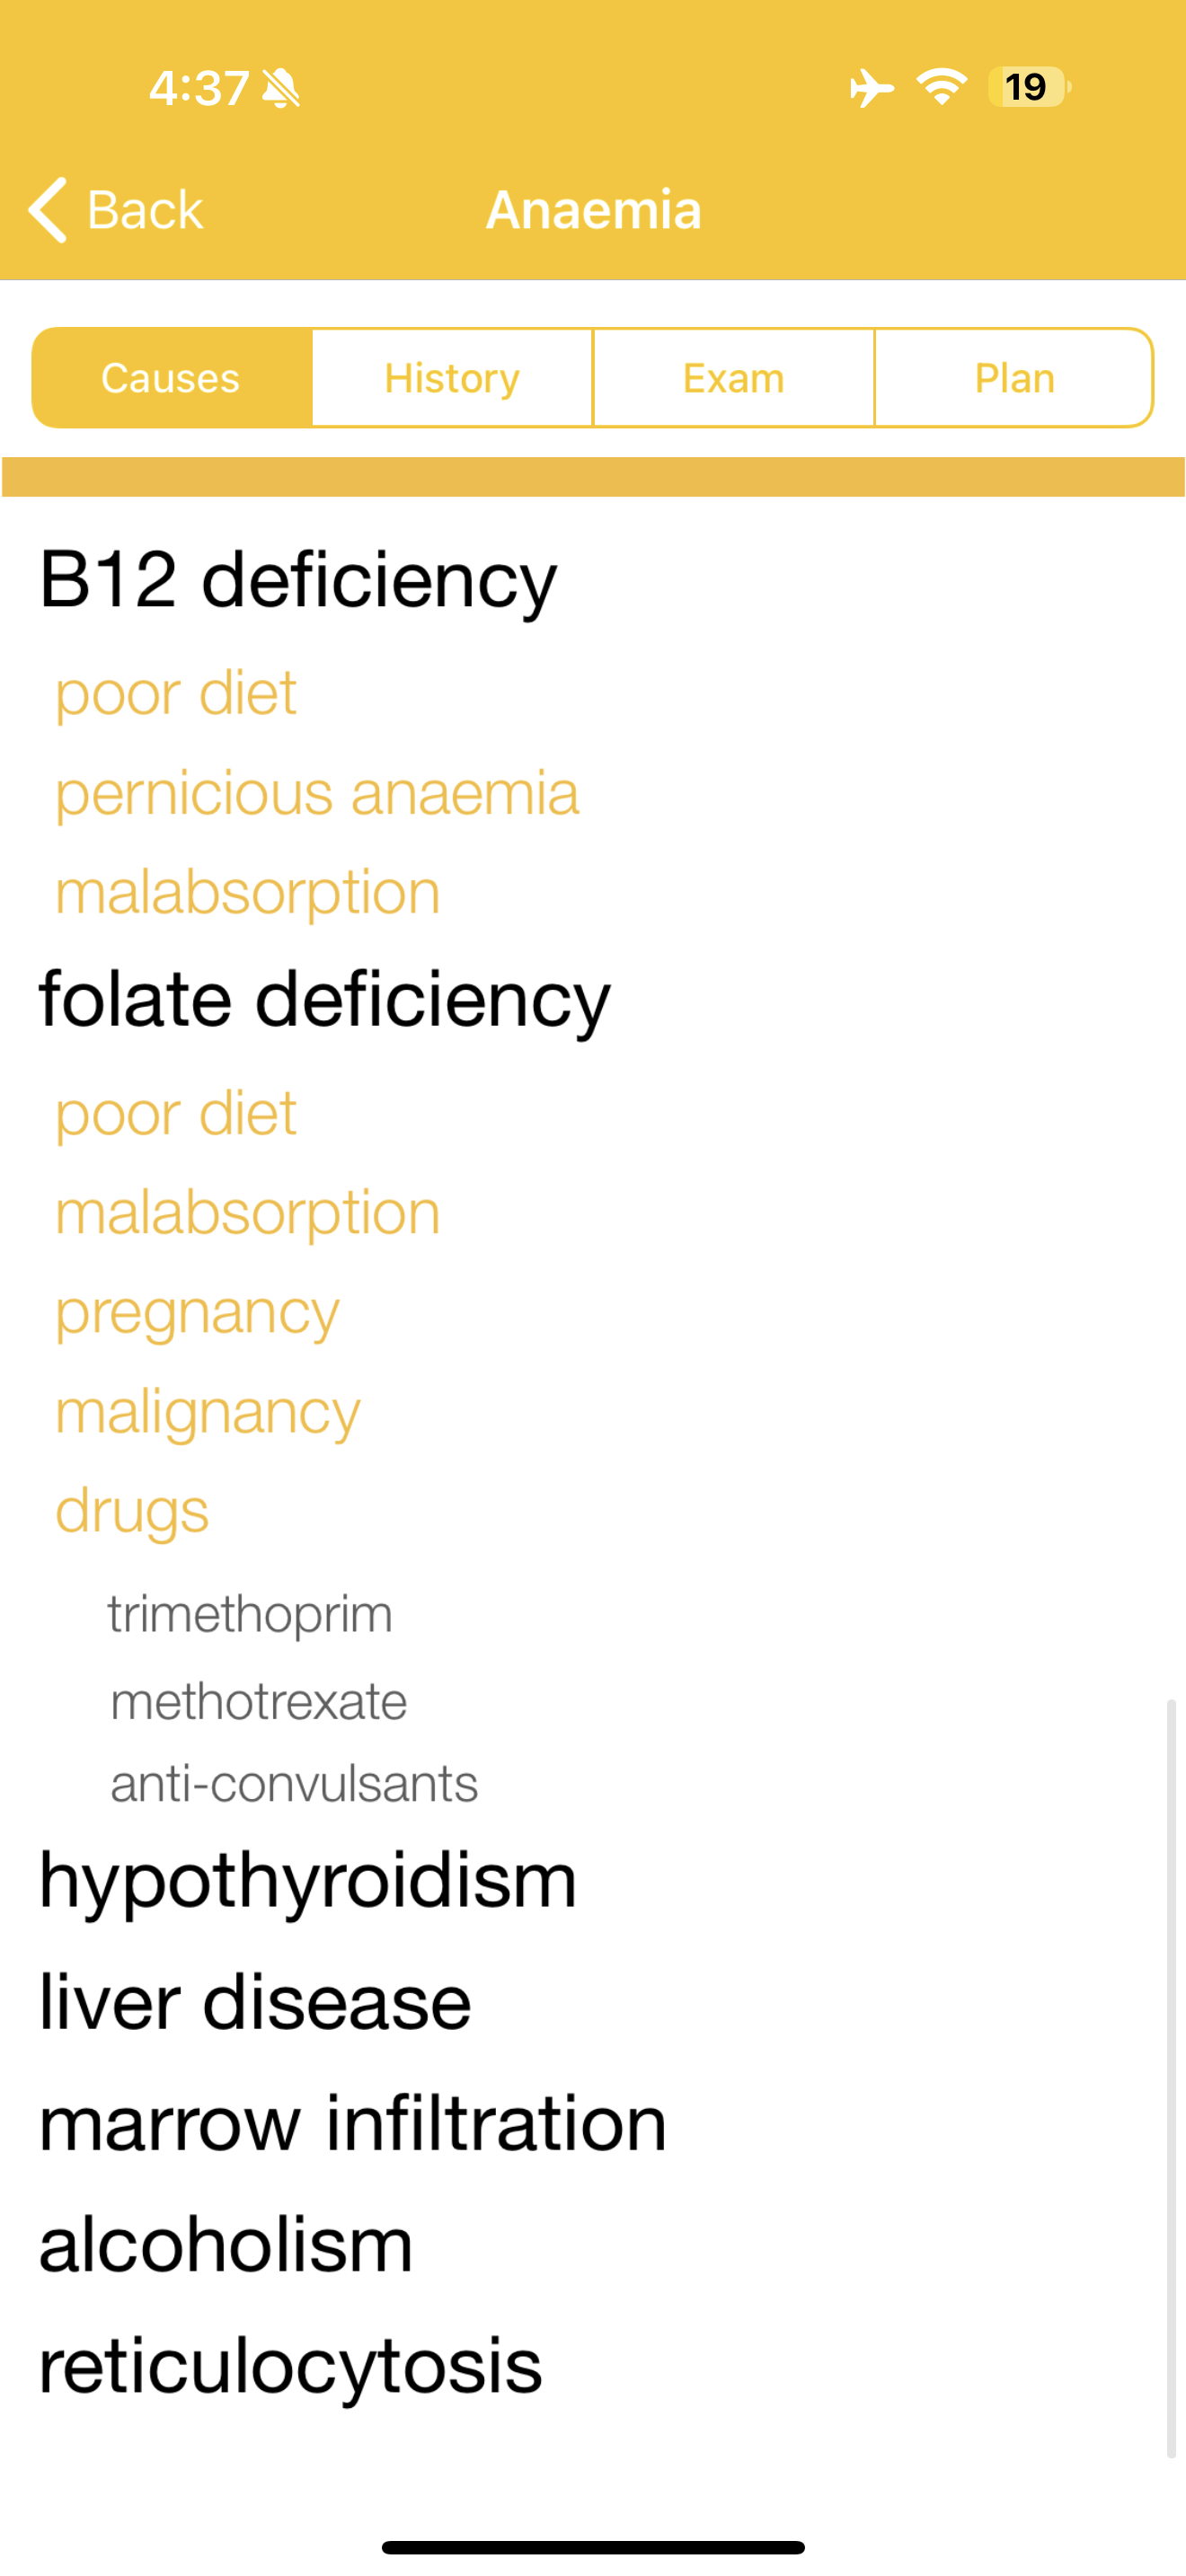 4:37
19
Back
Anaemia
Causes
History
Exam
Plan
B12 deficiency
poor diet
pernicious anaemia
malabsorption
folate deficiency
poor diet
malabsorption
pregnancy
malignancy
drugs
trimethoprim
methotrexate
anti-convulsants
hypothyroidism
liver disease
marrow infiltration
alcoholism
reticulocytosis